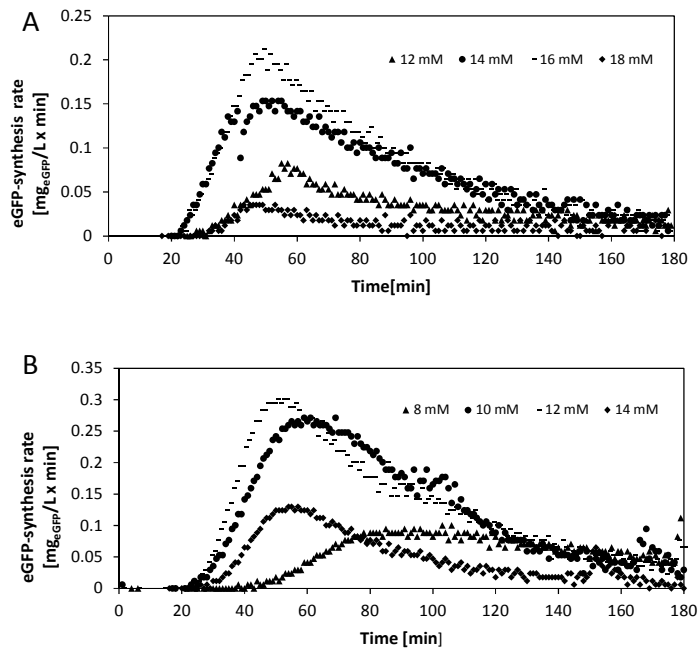 A
eGFP-synthesis rate
[mgeGFP/L x min]
0.25
0.2
0.15
0.1
0.05
0
12 mM 14 mM 16 mM 18 mM
0 20 40 60 80 100 120 140 160 180
Time[min]
B
eGFP-synthesis rate
[mgeGFP/L x min]
0.35
0.3
0.25
0.2
0.15
0.1
0.05
0
8 mM 10 mM 12 mM 14 mM
0 20 40 60 80 100 120 140 160 180
Time [min]